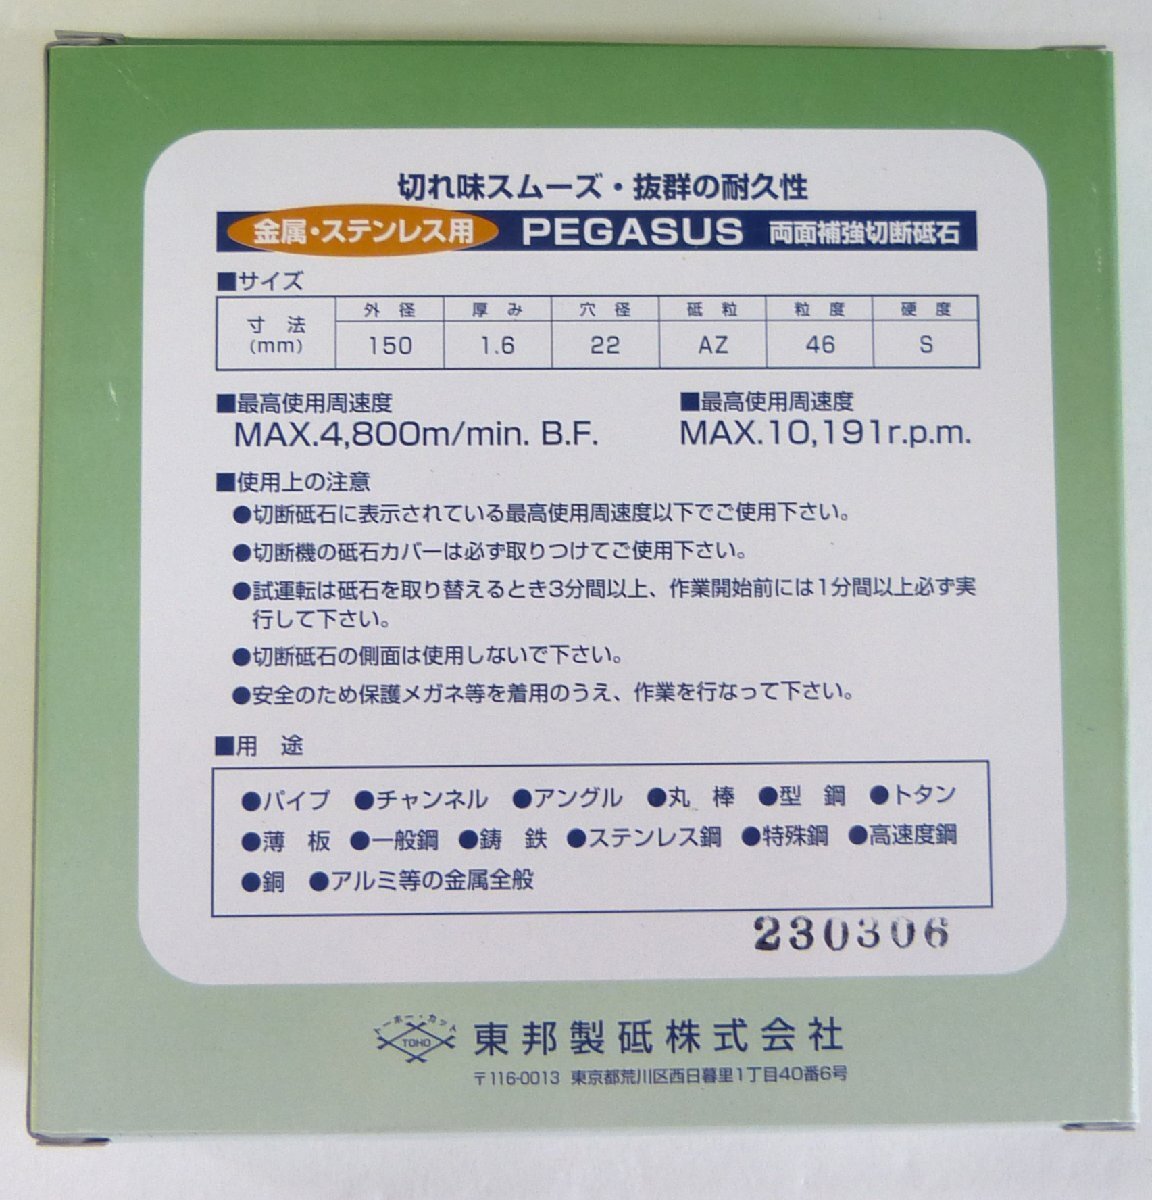 切れ味スムーズ・抜群の耐久性
金属・ステンレス用 PEGASUS 両面補強切断砥石
■サイズ
寸法(mm) 外径 厚み 穴径 砥粒 粒度 硬度
150 1.6 22 AZ 46 S
■最高使用周速度 ■最高使用周速度
MAX.4,800m/min. B.F. MAX.10,191r.p.m.
■使用上の注意
●切断砥石に表示されている最高使用周速度以下でご使用下さい。
●切断機の砥石カバーは必ず取りつけてご使用下さい。
●試運転は砥石を取り替えるとき3分間以上、作業開始前には1分間以上必ず実
行して下さい。
●切断砥石の側面は使用しないで下さい。
●安全のため保護メガネ等を着用のうえ、作業を行なって下さい。
■用途
●パイプ ●チャンネル ●アングル ●丸棒 ●型鋼 ●トタン
●薄板 ●一般鋼 ●鋳鉄 ●ステンレス鋼 ●特殊鋼 ●高速度鋼
●銅 ●アルミ等の金属全般
230306
トーホー・カット
TOHO
東邦製砥株式会社
〒116-0013 東京都荒川区西日暮里1丁目40番6号